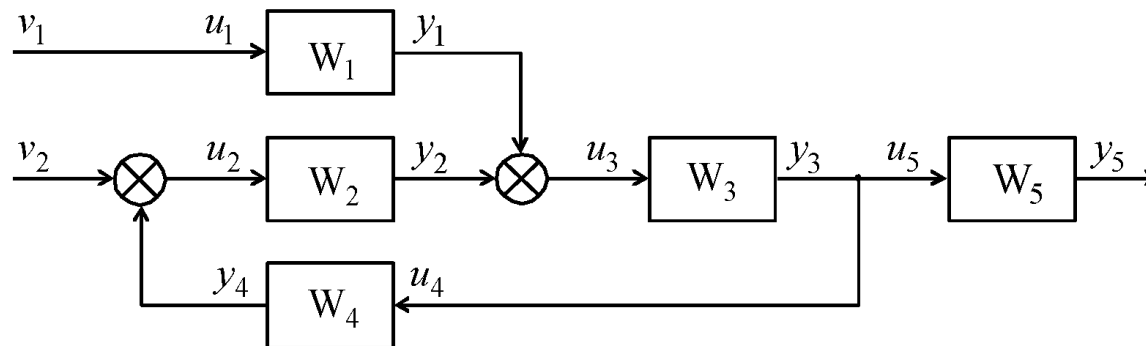 v₁ u₁ W₁ y₁
v₂ u₂ W₂ y₂ u₃ W₃ y₃ u₅ W₅ y₅
y₄ W₄ u₄